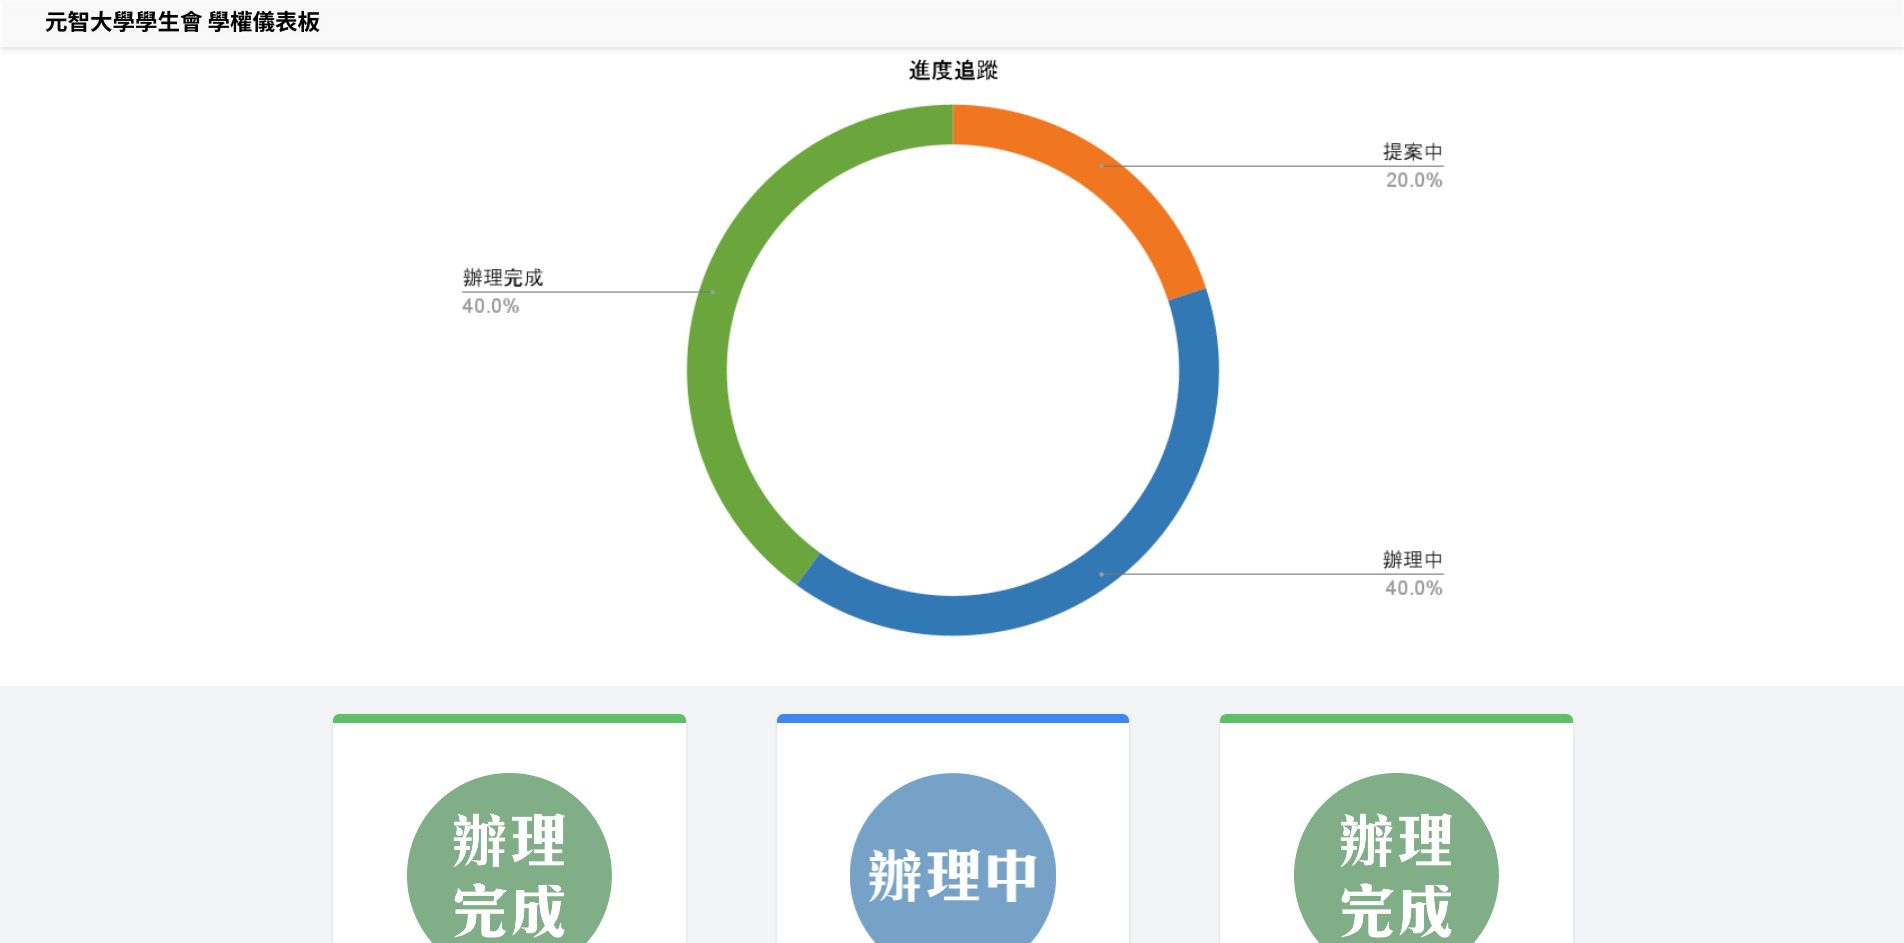 元智大學學生會 學權儀表板
進度追蹤
提案中
20.0%
辦理完成
40.0%
辦理中
40.0%
辦理
完成
辦理中
辦理
完成